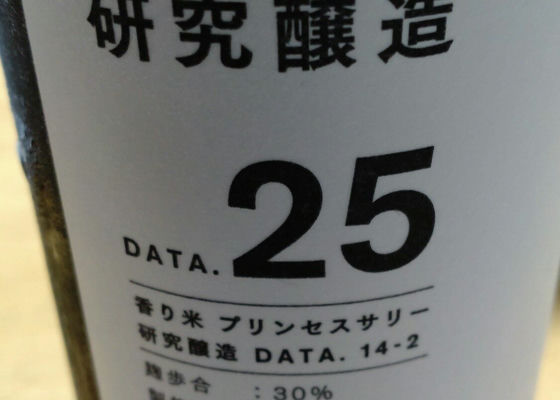 研究醸造
DATA. 25
香り米 プリンセスサリー
研究醸造 DATA. 14-2
麹歩合 :30%